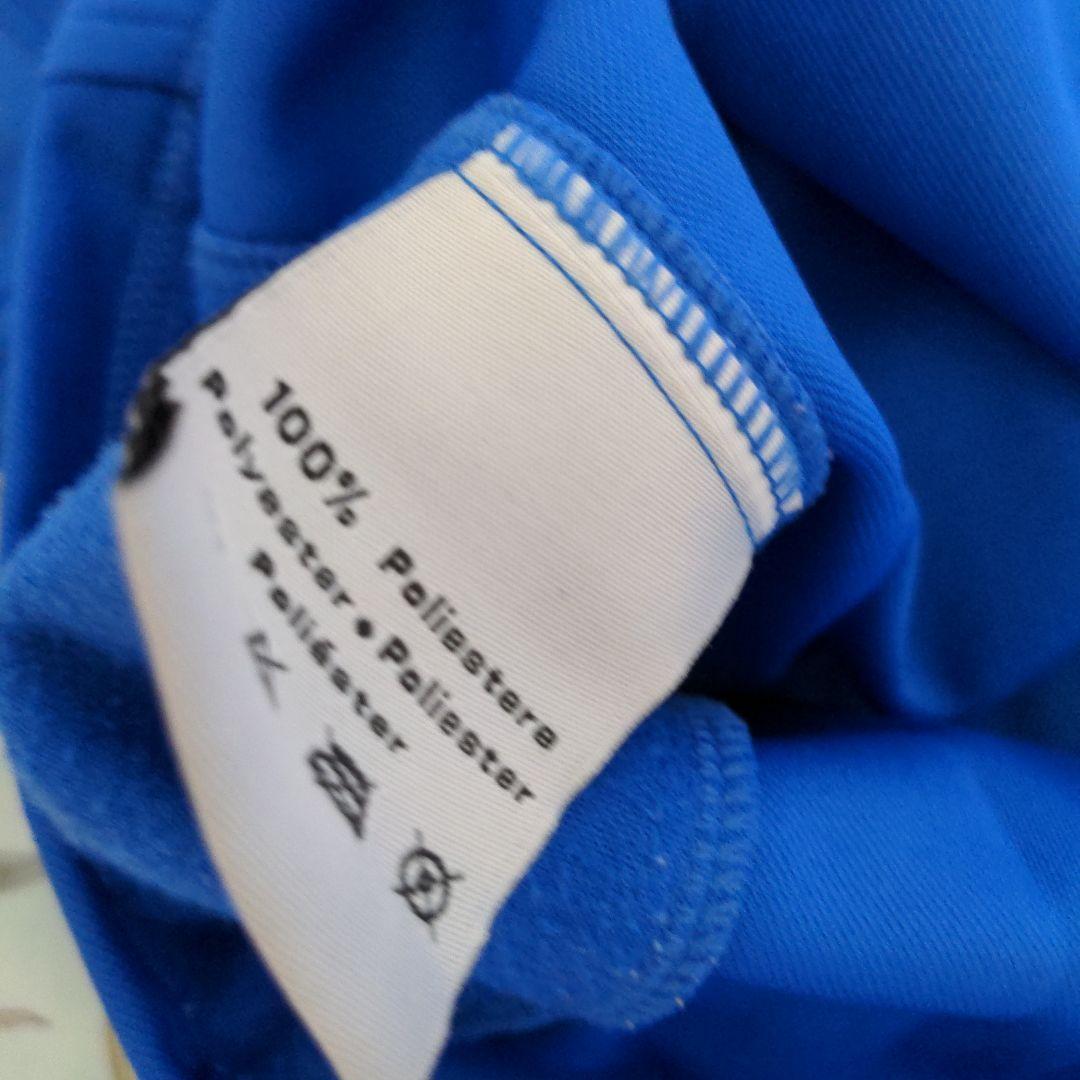 100% Poliestere
Polyester • Poliester
Poliéster